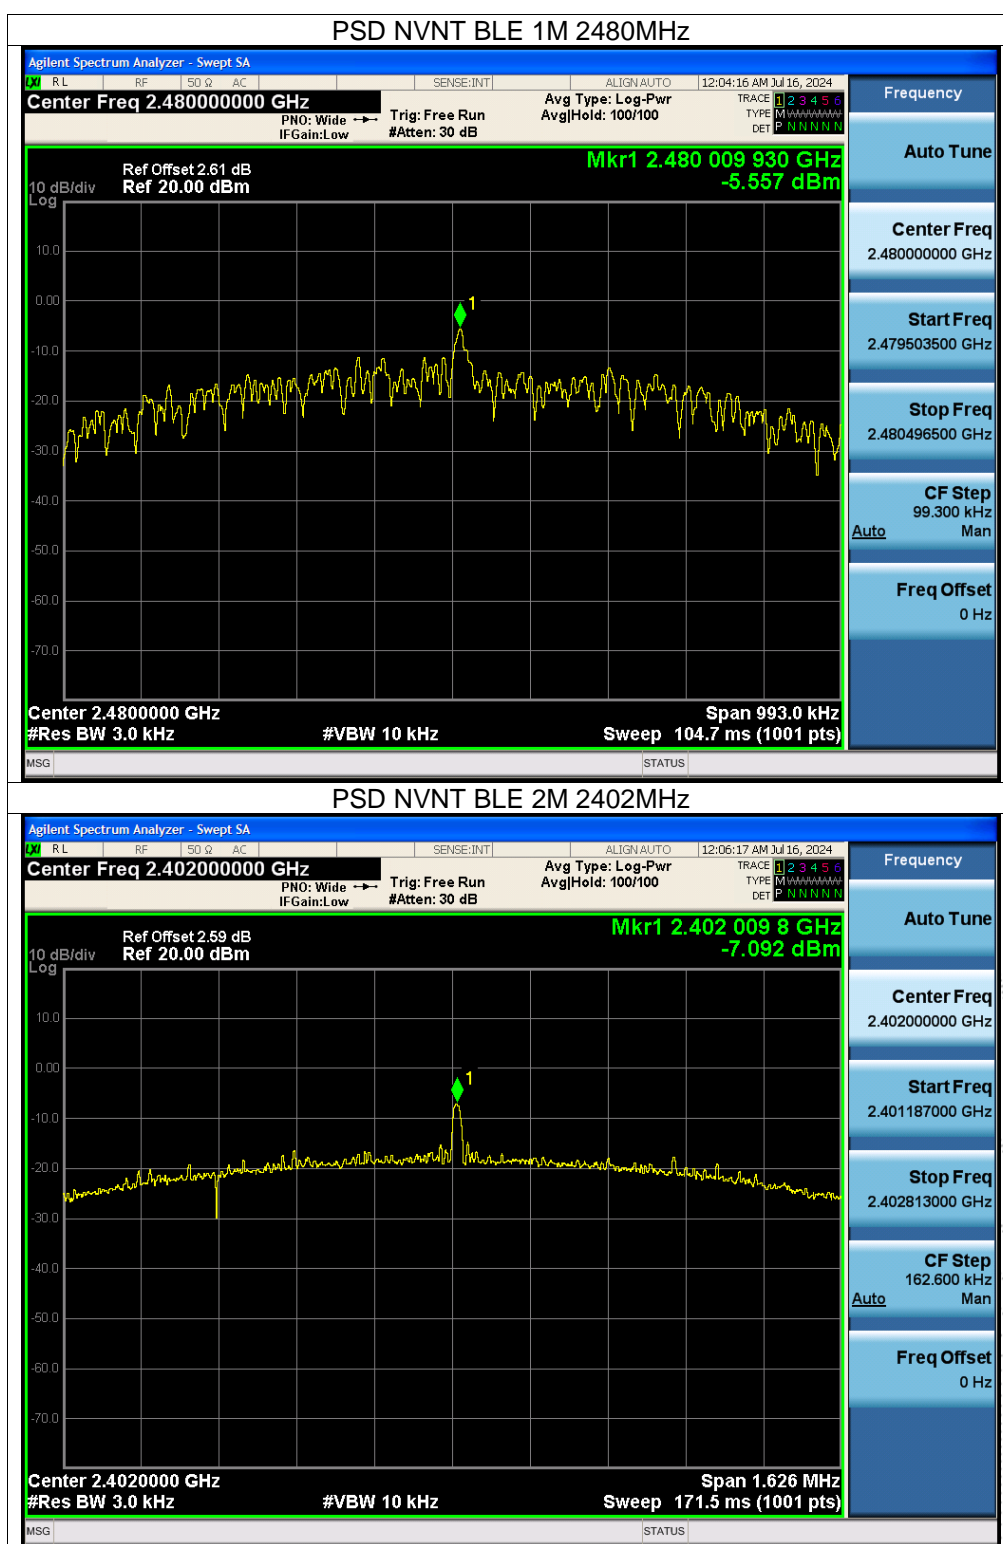 PSD NVNT BLE 1M 2480MHz
Agilent Spectrum Analyzer - Swept SA
LXI RL RF 50 Ω AC SENSE:INT ALIGN AUTO 12:04:16 AM Jul 16, 2024
Center Freq 2.480000000 GHz
PNO: Wide
IFGain:Low
Trig: Free Run
#Atten: 30 dB
Avg Type: Log-Pwr
Avg|Hold: 100/100
TRACE 1 2 3 4 5 6
TYPE M W W W W W
DET P N N N N N
Frequency
Auto Tune
Center Freq
2.480000000 GHz
Start Freq
2.479503500 GHz
Stop Freq
2.480496500 GHz
CF Step
99.300 kHz
Auto Man
Freq Offset
0 Hz
Mkr1 2.480 009 930 GHz
-5.557 dBm
Ref Offset 2.61 dB
10 dB/div Ref 20.00 dBm
Log
10.0
0.00
-10.0
-20.0
-30.0
-40.0
-50.0
-60.0
-70.0
1
Center 2.4800000 GHz Span 993.0 kHz
#Res BW 3.0 kHz #VBW 10 kHz Sweep 104.7 ms (1001 pts)
MSG STATUS
PSD NVNT BLE 2M 2402MHz
Agilent Spectrum Analyzer - Swept SA
LXI RL RF 50 Ω AC SENSE:INT ALIGN AUTO 12:06:17 AM Jul 16, 2024
Center Freq 2.402000000 GHz
PNO: Wide
IFGain:Low
Trig: Free Run
#Atten: 30 dB
Avg Type: Log-Pwr
Avg|Hold: 100/100
TRACE 1 2 3 4 5 6
TYPE M W W W W W
DET P N N N N N
Frequency
Auto Tune
Center Freq
2.402000000 GHz
Start Freq
2.401187000 GHz
Stop Freq
2.402813000 GHz
CF Step
162.600 kHz
Auto Man
Freq Offset
0 Hz
Mkr1 2.402 009 8 GHz
-7.092 dBm
Ref Offset 2.59 dB
10 dB/div Ref 20.00 dBm
Log
10.0
0.00
-10.0
-20.0
-30.0
-40.0
-50.0
-60.0
-70.0
1
Center 2.4020000 GHz Span 1.626 MHz
#Res BW 3.0 kHz #VBW 10 kHz Sweep 171.5 ms (1001 pts)
MSG STATUS